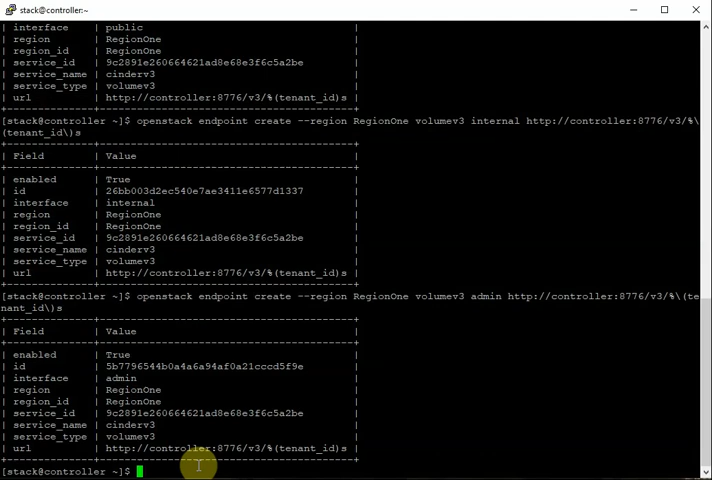 stack@controller:~
| interface    | public                                  |
| region       | RegionOne                               |
| region_id    | RegionOne                               |
| service_id   | 9c2891e260664621ad8e68e3f6c5a2be        |
| service_name | cinderv3                                |
| service_type | volumev3                                |
| url          | http://controller:8776/v3/%(tenant_id)s |
+--------------+-----------------------------------------+
[stack@controller ~]$ openstack endpoint create --region RegionOne volumev3 internal http://controller:8776/v3/%\
(tenant_id\)s
+--------------+-----------------------------------------+
| Field        | Value                                   |
+--------------+-----------------------------------------+
| enabled      | True                                    |
| id           | 26bb003d2ec540e7ae3411e6577d1337        |
| interface    | internal                                |
| region       | RegionOne                               |
| region_id    | RegionOne                               |
| service_id   | 9c2891e260664621ad8e68e3f6c5a2be        |
| service_name | cinderv3                                |
| service_type | volumev3                                |
| url          | http://controller:8776/v3/%(tenant_id)s |
+--------------+-----------------------------------------+
[stack@controller ~]$ openstack endpoint create --region RegionOne volumev3 admin http://controller:8776/v3/%\(te
nant_id\)s
+--------------+-----------------------------------------+
| Field        | Value                                   |
+--------------+-----------------------------------------+
| enabled      | True                                    |
| id           | 5b7796544b0a4a6a94af0a21cccd5f9e        |
| interface    | admin                                   |
| region       | RegionOne                               |
| region_id    | RegionOne                               |
| service_id   | 9c2891e260664621ad8e68e3f6c5a2be        |
| service_name | cinderv3                                |
| service_type | volumev3                                |
| url          | http://controller:8776/v3/%(tenant_id)s |
+--------------+-----------------------------------------+
[stack@controller ~]$